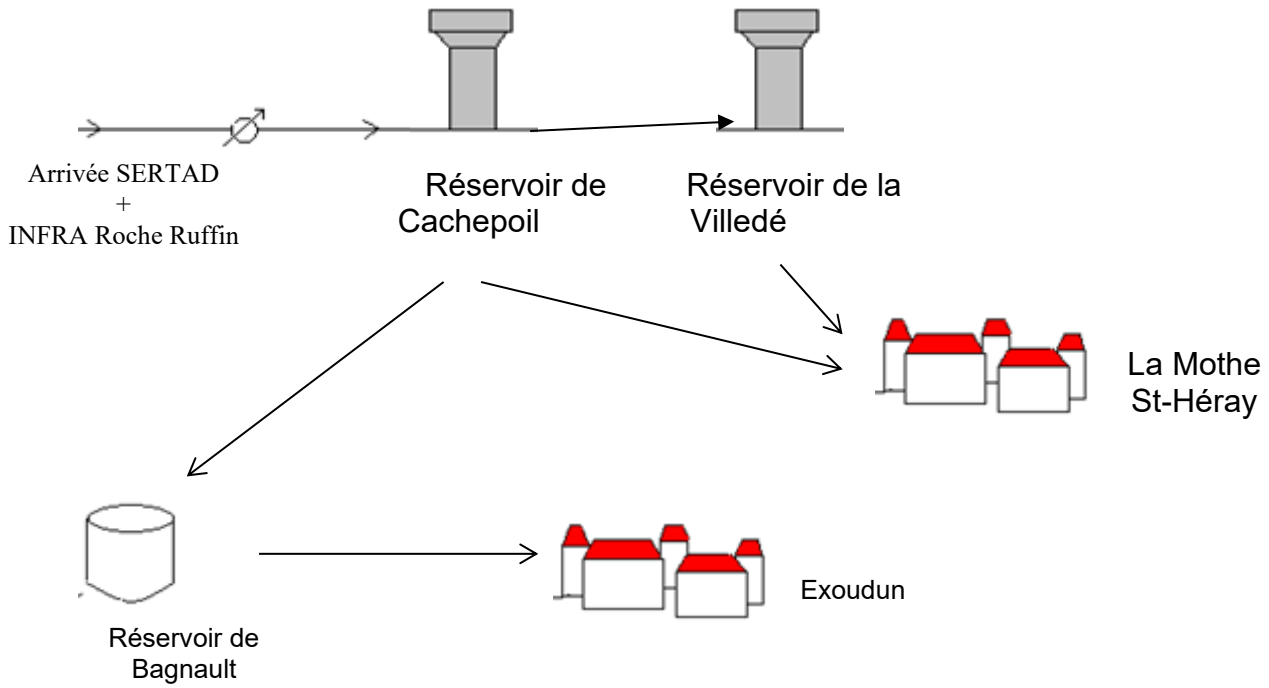 Arrivée SERTAD
+
INFRA Roche Ruffin
Réservoir de
Cachepoil
Réservoir de la
Villedé
La Mothe
St-Héray
Exoudun
Réservoir de
Bagnault